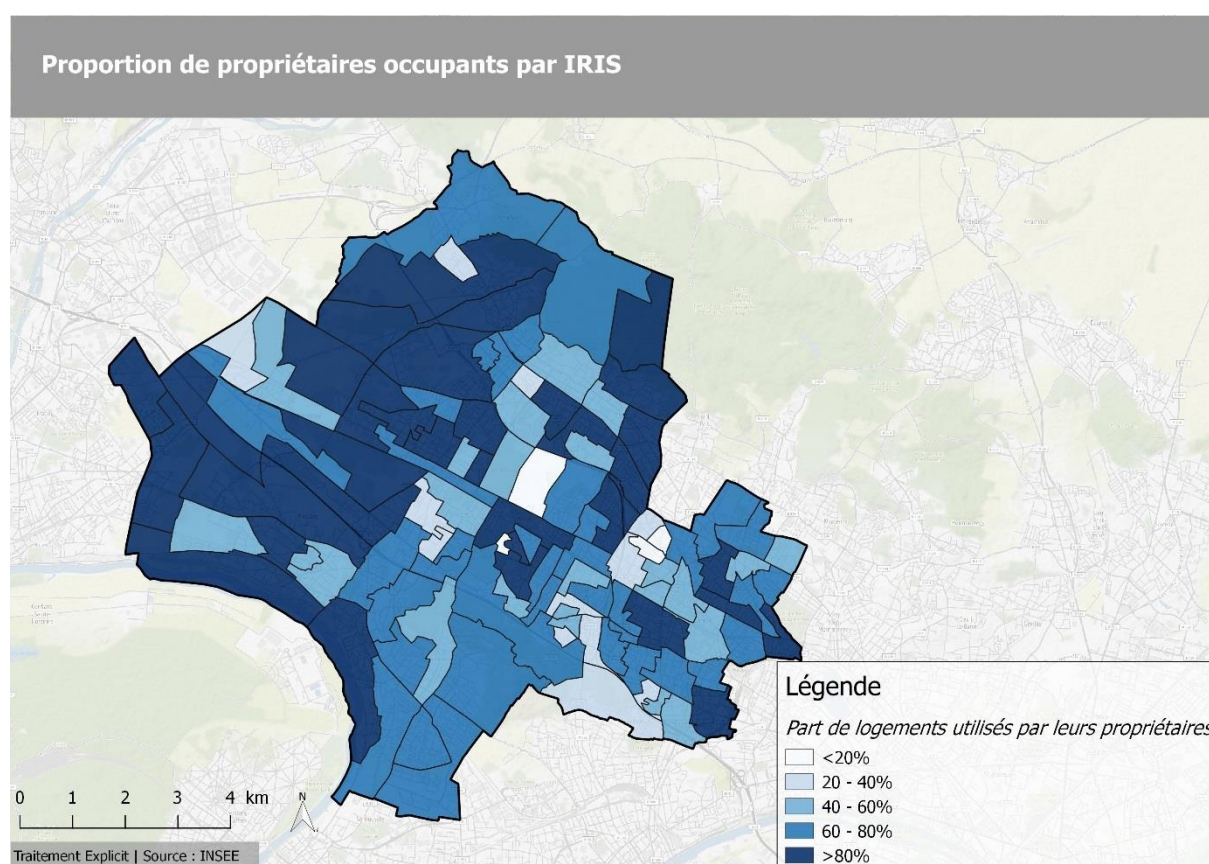 Proportion de propriétaires occupants par IRIS
Légende
Part de logements utilisés par leurs propriétaires
<20%
20 - 40%
40 - 60%
60 - 80%
>80%
0 1 2 3 4 km
N
Traitement Explicit | Source : INSEE